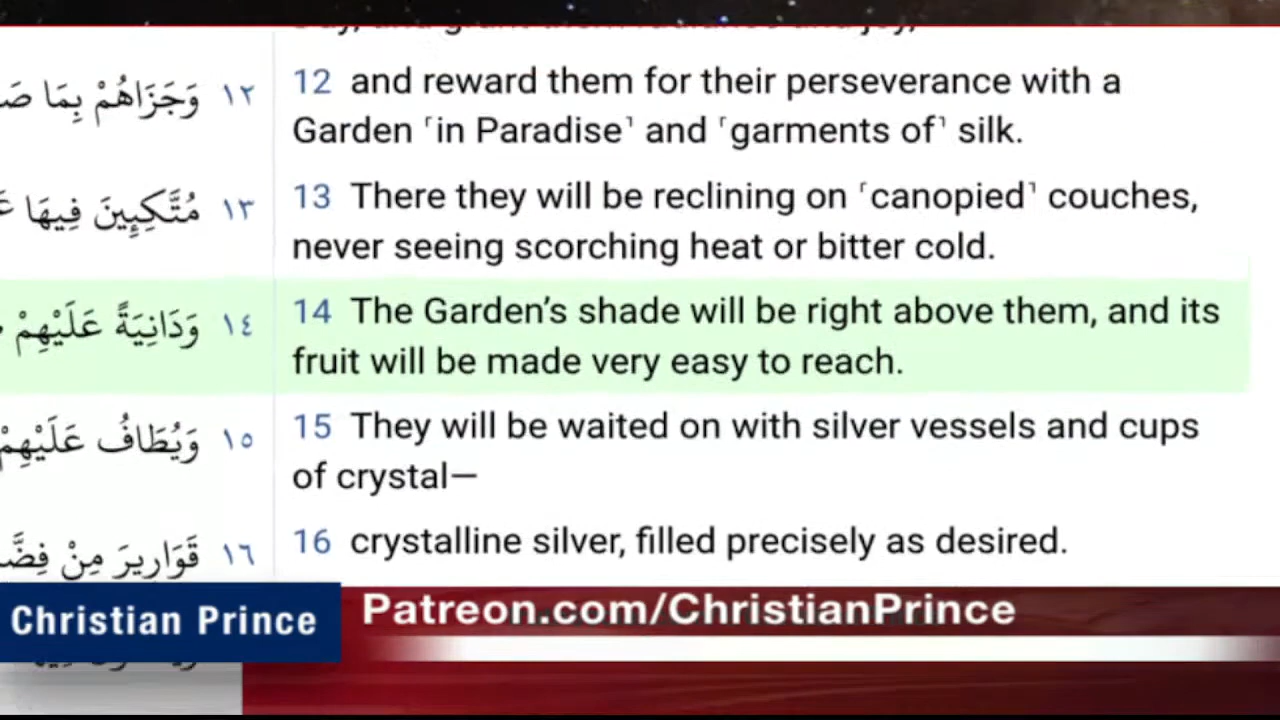 12 and reward them for their perseverance with a
Garden ˹in Paradise˺ and ˹garments of˺ silk.
١٢ وَجَزَاهُمْ بِمَا
13 There they will be reclining on ˹canopied˺ couches,
never seeing scorching heat or bitter cold.
١٣ مُتَّكِـِٔينَ فِيهَا
14 The Garden’s shade will be right above them, and its
fruit will be made very easy to reach.
١٤ وَدَانِيَةً عَلَيْهِمْ
15 They will be waited on with silver vessels and cups
of crystal—
١٥ وَيُطَافُ عَلَيْهِمْ
16 crystalline silver, filled precisely as desired.
١٦ قَوَارِيرَ مِنْ
Christian Prince
Patreon.com/ChristianPrince